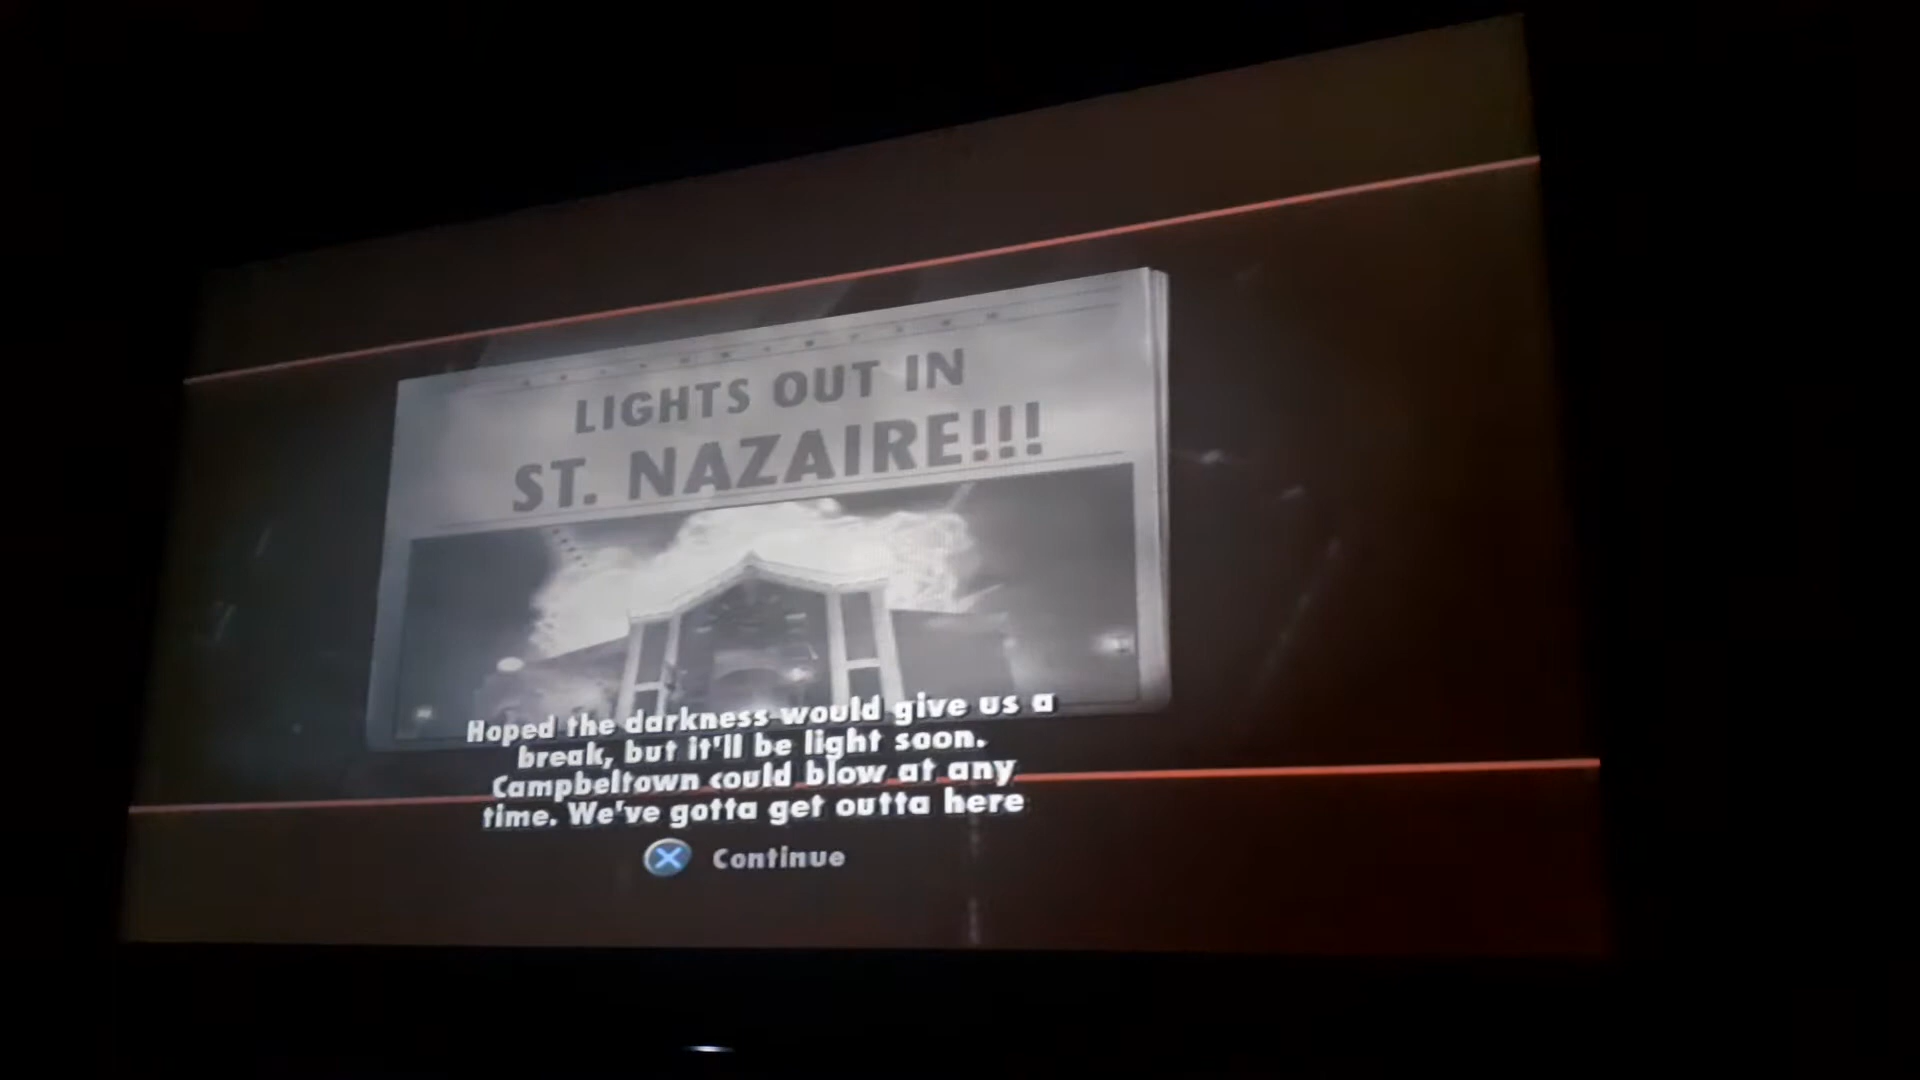 LIGHTS OUT IN
ST. NAZAIRE!!!
Hoped the darkness would give us a
break, but it'll be light soon.
Campbeltown could blow at any
time. We've gotta get outta here
Continue